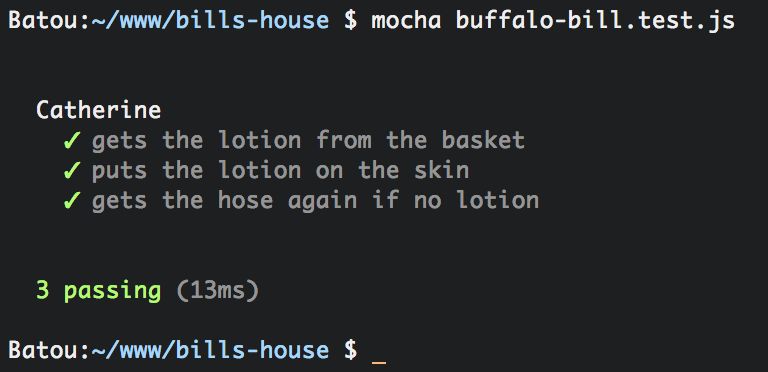 Batou:~/www/bills-house $ mocha buffalo-bill.test.js
Catherine
✓ gets the lotion from the basket
✓ puts the lotion on the skin
✓ gets the hose again if no lotion
3 passing (13ms)
Batou:~/www/bills-house $ _